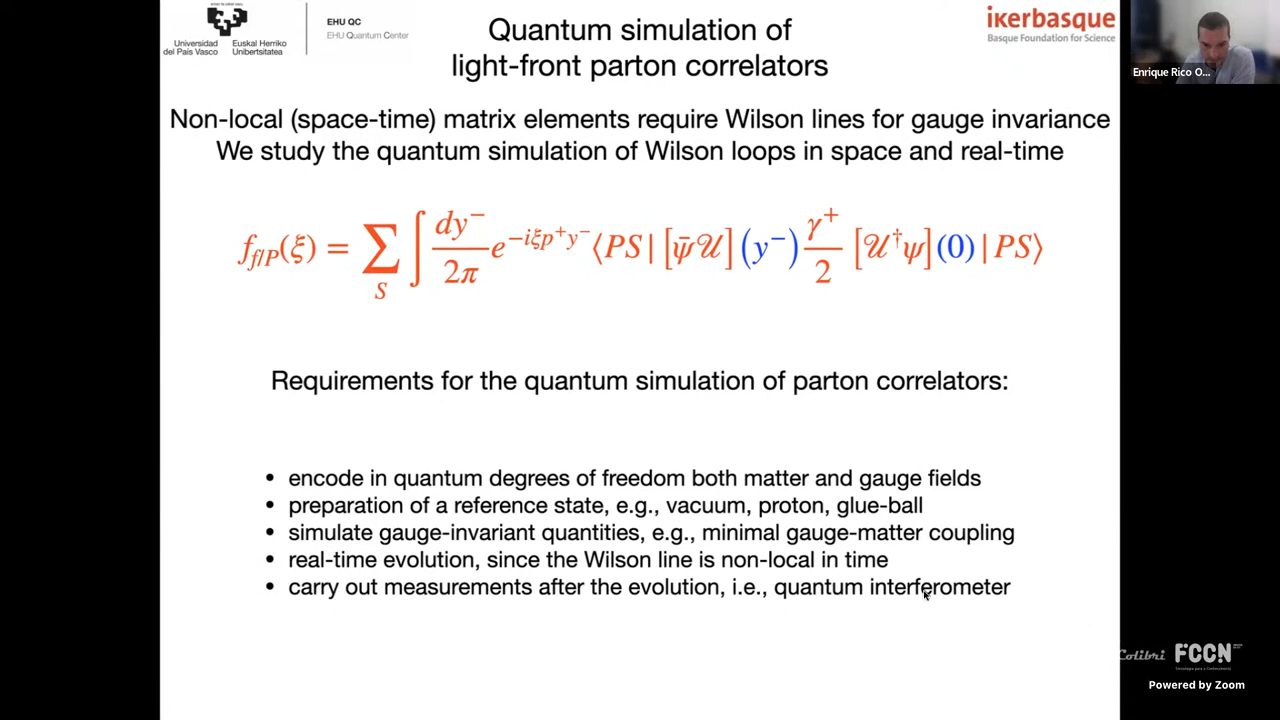 Universidad
del País Vasco
Euskal Herriko
Unibertsitatea
EHU QC
EHU Quantum Center
Quantum simulation of
light-front parton correlators
ikerbasque
Basque Foundation for Science
Enrique Rico O...
Non-local (space-time) matrix elements require Wilson lines for gauge invariance
We study the quantum simulation of Wilson loops in space and real-time
f_{f/P}(ξ) = ∑_S ∫ dy⁻/2π e^{−iξp⁺y⁻} ⟨PS| [ψ̄𝒰] (y⁻) γ⁺/2 [𝒰†ψ] (0) |PS⟩
Requirements for the quantum simulation of parton correlators:
• encode in quantum degrees of freedom both matter and gauge fields
• preparation of a reference state, e.g., vacuum, proton, glue-ball
• simulate gauge-invariant quantities, e.g., minimal gauge-matter coupling
• real-time evolution, since the Wilson line is non-local in time
• carry out measurements after the evolution, i.e., quantum interferometer
Colibri FCCN
Powered by Zoom